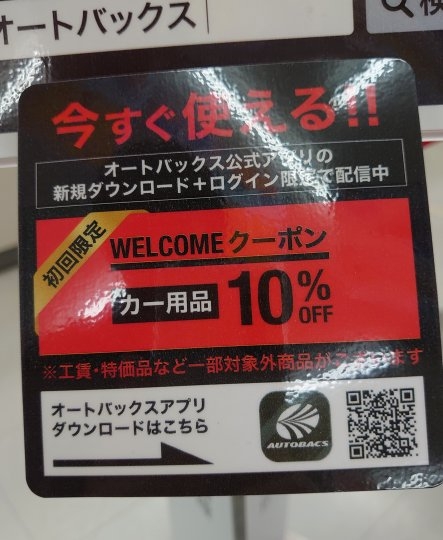 オートバックス
検
今すぐ使える!!
オートバックス公式アプリの
新規ダウンロード+ログイン限定で配信中
初回限定
WELCOMEクーポン
カー用品 10% OFF
※工賃・特価品など一部対象外商品がございます
オートバックスアプリ
ダウンロードはこちら
AUTOBACS